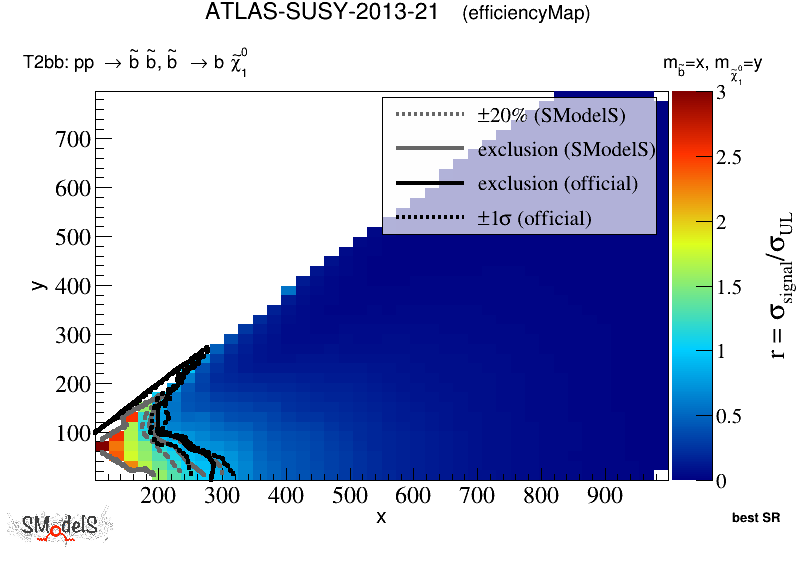 ATLAS-SUSY-2013-21 (efficiencyMap)
T2bb: pp → b̃ b̃, b̃ → b χ̃₁⁰ m_b̃=x, m_χ̃₁⁰=y
±20% (SModelS)
exclusion (SModelS)
exclusion (official)
±1σ (official)
y
700
600
500
400
300
200
100
200 300 400 500 600 700 800 900
x
3
2.5
2
1.5
1
0.5
0
r = σ_signal/σ_UL
SModelS
best SR